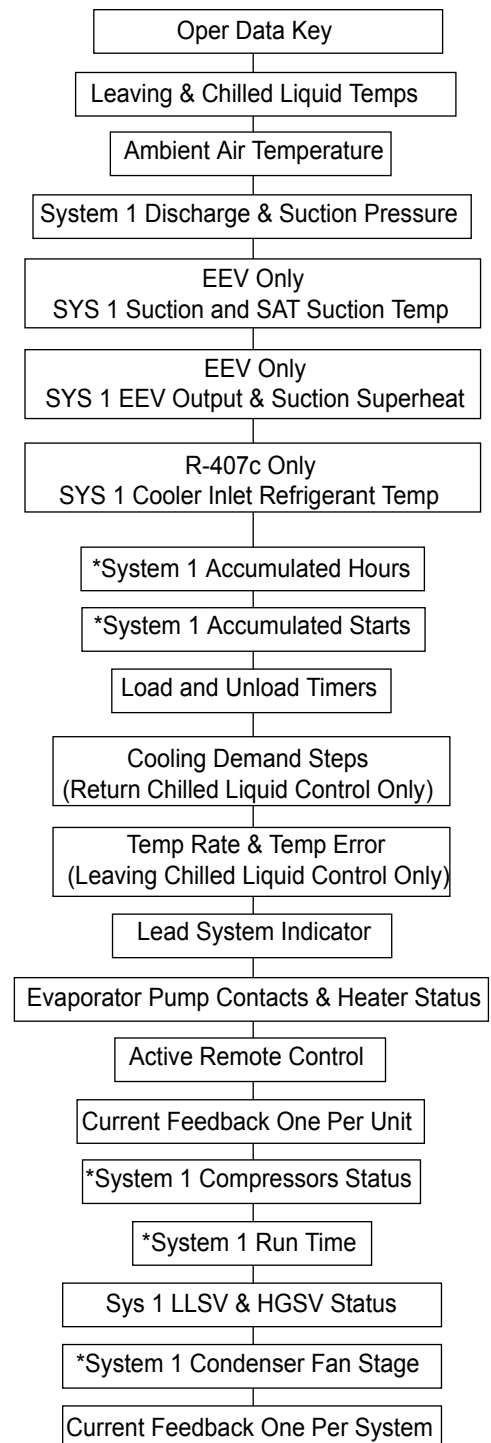 Oper Data Key
Leaving & Chilled Liquid Temps
Ambient Air Temperature
System 1 Discharge & Suction Pressure
EEV Only
SYS 1 Suction and SAT Suction Temp
EEV Only
SYS 1 EEV Output & Suction Superheat
R-407c Only
SYS 1 Cooler Inlet Refrigerant Temp
*System 1 Accumulated Hours
*System 1 Accumulated Starts
Load and Unload Timers
Cooling Demand Steps
(Return Chilled Liquid Control Only)
Temp Rate & Temp Error
(Leaving Chilled Liquid Control Only)
Lead System Indicator
Evaporator Pump Contacts & Heater Status
Active Remote Control
Current Feedback One Per Unit
*System 1 Compressors Status
*System 1 Run Time
Sys 1 LLSV & HGSV Status
*System 1 Condenser Fan Stage
Current Feedback One Per System